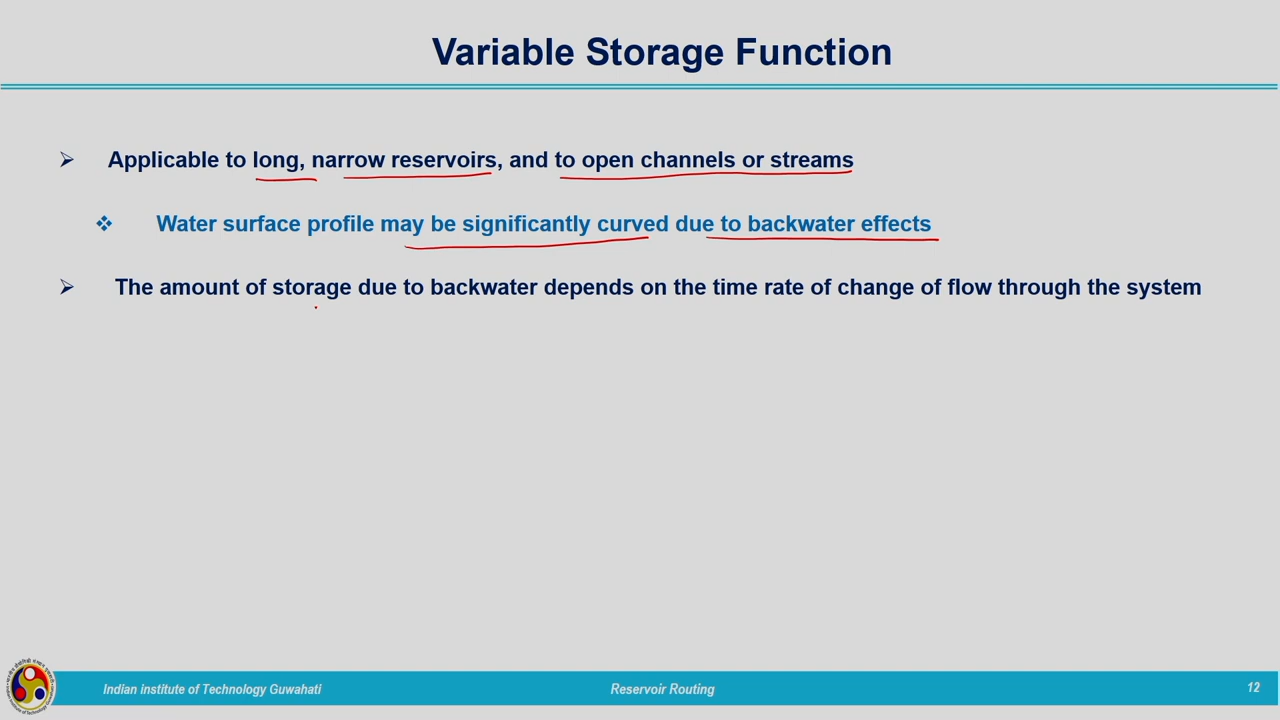 Variable Storage Function
Applicable to long, narrow reservoirs, and to open channels or streams
Water surface profile may be significantly curved due to backwater effects
The amount of storage due to backwater depends on the time rate of change of flow through the system
Indian institute of Technology Guwahati
Reservoir Routing
12